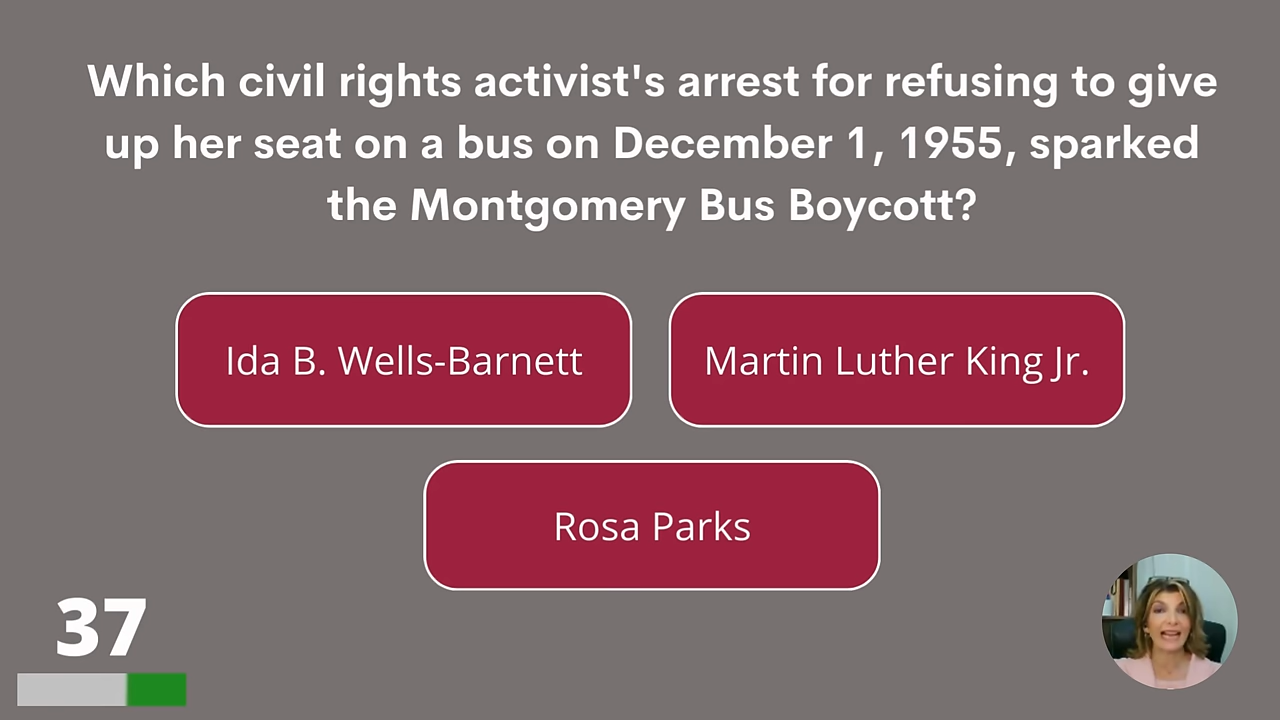 Which civil rights activist's arrest for refusing to give
up her seat on a bus on December 1, 1955, sparked
the Montgomery Bus Boycott?
Ida B. Wells-Barnett
Martin Luther King Jr.
Rosa Parks
37